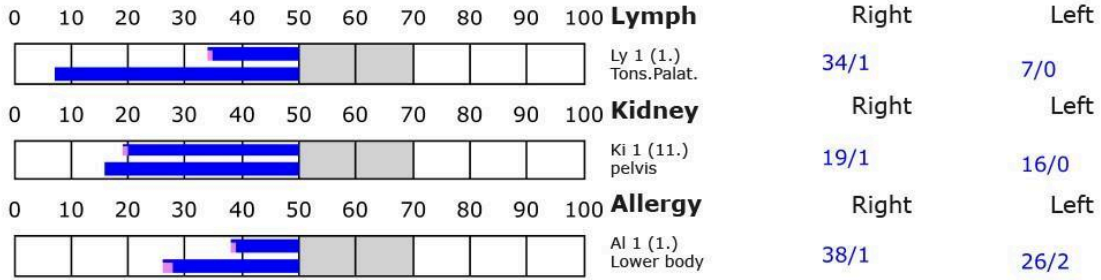 0 10 20 30 40 50 60 70 80 90 100 Lymph Right Left
Ly 1 (1.)
Tons.Palat.
34/1 7/0
0 10 20 30 40 50 60 70 80 90 100 Kidney Right Left
Ki 1 (11.)
pelvis
19/1 16/0
0 10 20 30 40 50 60 70 80 90 100 Allergy Right Left
Al 1 (1.)
Lower body
38/1 26/2